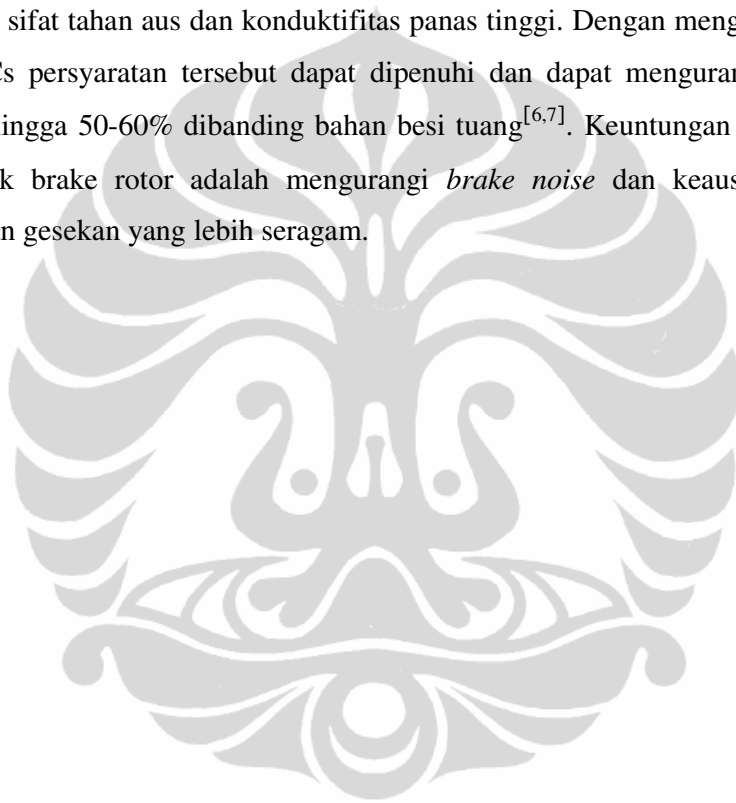 sifat tahan aus dan konduktifitas panas tinggi. Dengan meng
Cs persyaratan tersebut dapat dipenuhi dan dapat menguran
ingga 50-60% dibanding bahan besi tuang[6,7]. Keuntungan
k brake rotor adalah mengurangi brake noise dan keaus
n gesekan yang lebih seragam.